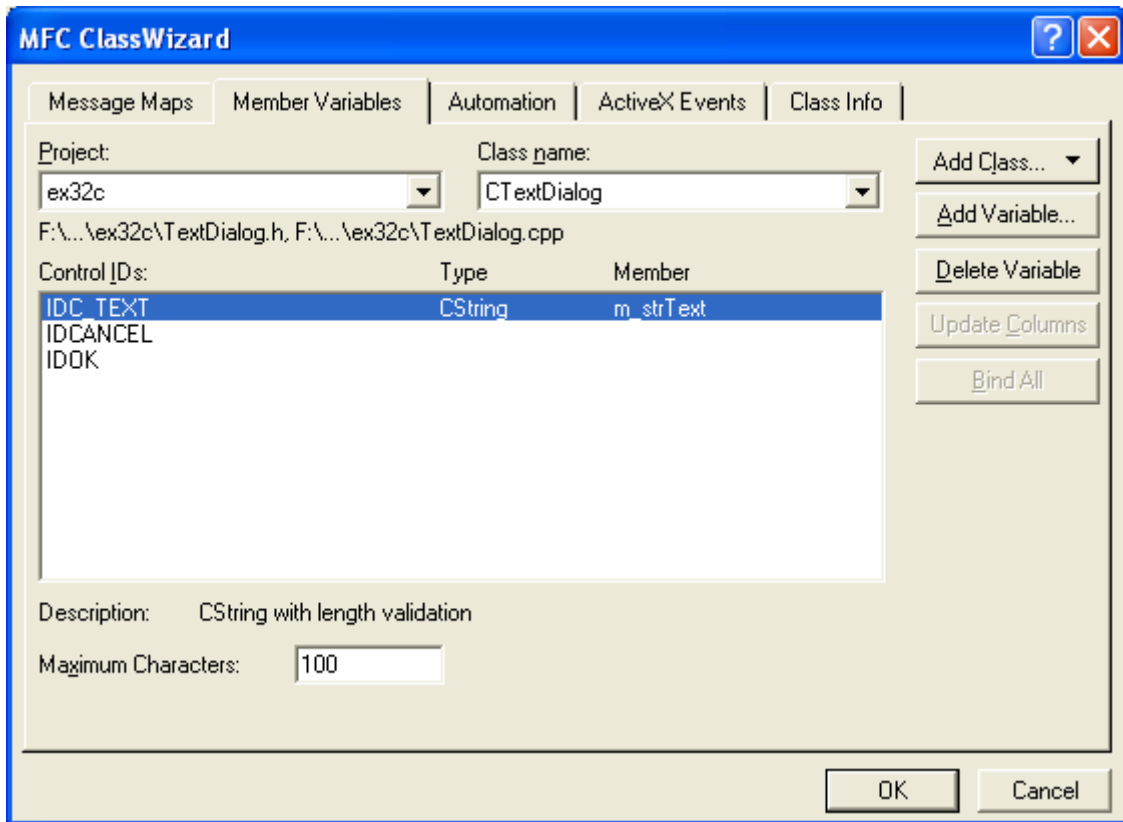 MFC ClassWizard
Message Maps Member Variables Automation ActiveX Events Class Info
Project: Class name:
Add Class...
ex32c CTextDialog
Add Variable...
F:\...\ex32c\TextDialog.h, F:\...\ex32c\TextDialog.cpp
Control IDs: Type Member
Delete Variable
IDC_TEXT CString m_strText
Update Columns
IDCANCEL
IDOK
Bind All
Description: CString with length validation
Maximum Characters: 100
OK Cancel